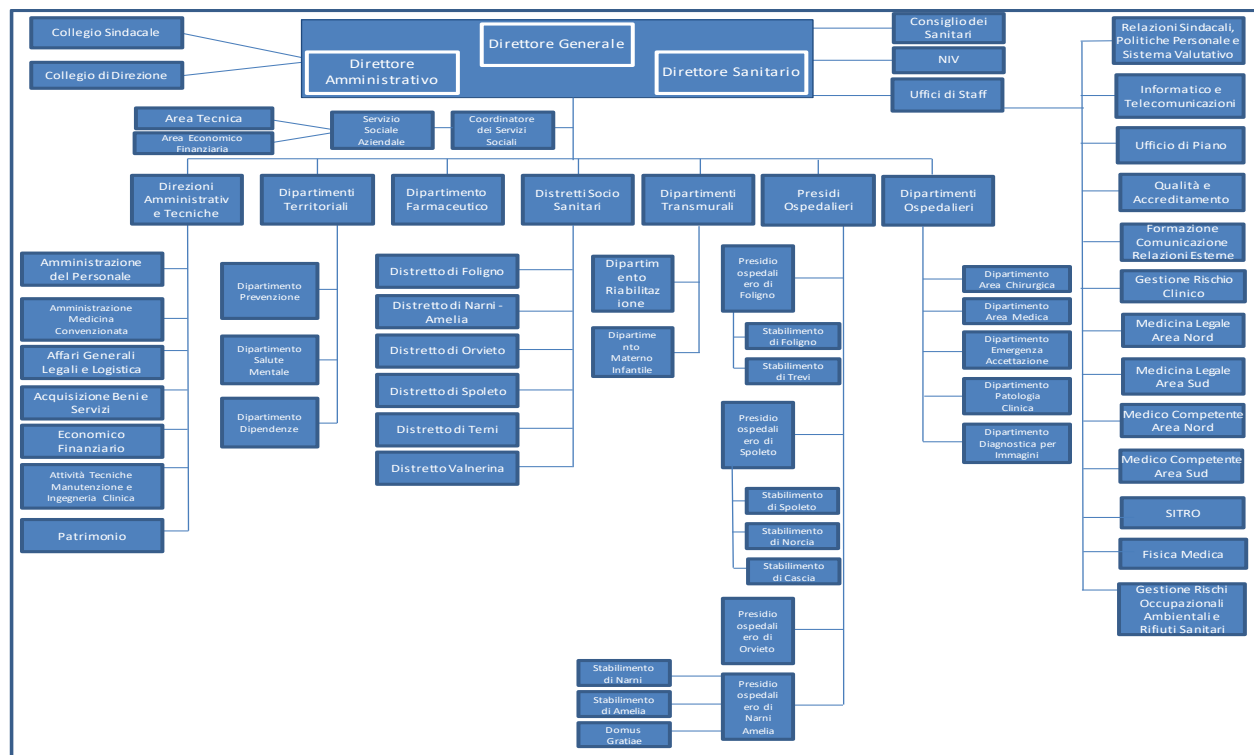 Collegio Sindacale
Collegio di Direzione
Direttore Generale
Direttore
Amministrativo
Direttore Sanitario
Consiglio dei
Sanitari
NIV
Uffici di Staff
Area Tecnica
Area Economico
Finanziaria
Servizio
Sociale
Aziendale
Coordinatore
dei Servizi
Sociali
Direzioni
Amministrativ
e Tecniche
Dipartimenti
Territoriali
Dipartimento
Farmaceutico
Distretti Socio
Sanitari
Dipartimenti
Transmurali
Presidi
Ospedalieri
Dipartimenti
Ospedalieri
Amministrazione
del Personale
Amministrazione
Medicina
Convenzionata
Affari Generali
Legali e Logistica
Acquisizione Beni e
Servizi
Economico
Finanziario
Attività Tecniche
Manutenzione e
Ingegneria Clinica
Patrimonio
Dipartimento
Prevenzione
Dipartimento
Salute
Mentale
Dipartimento
Dipendenze
Distretto di Foligno
Distretto di Narni -
Amelia
Distretto di Orvieto
Distretto di Spoleto
Distretto di Terni
Distretto Valnerina
Dipartim
ento
Riabilita
zione
Dipartime
nto
Materno
Infantile
Presidio
ospedali
ero di
Foligno
Stabilimento
di Foligno
Stabilimento
di Trevi
Presidio
ospedali
ero di
Spoleto
Stabilimento
di Spoleto
Stabilimento
di Norcia
Stabilimento
di Cascia
Presidio
ospedali
ero di
Orvieto
Presidio
ospedali
ero di
Narni
Amelia
Stabilimento
di Narni
Stabilimento
di Amelia
Domus
Gratiae
Dipartimento
Area Chirurgica
Dipartimento
Area Medica
Dipartimento
Emergenza
Accettazione
Dipartimento
Patologia
Clinica
Dipartimento
Diagnostica per
Immagini
Relazioni Sindacali,
Politiche Personale e
Sistema Valutativo
Informatico e
Telecomunicazioni
Ufficio di Piano
Qualità e
Accreditamento
Formazione
Comunicazione
Relazioni Esterne
Gestione Rischio
Clinico
Medicina Legale
Area Nord
Medicina Legale
Area Sud
Medico Competente
Area Nord
Medico Competente
Area Sud
SITRO
Fisica Medica
Gestione Rischi
Occupazionali
Ambientali e
Rifiuti Sanitari